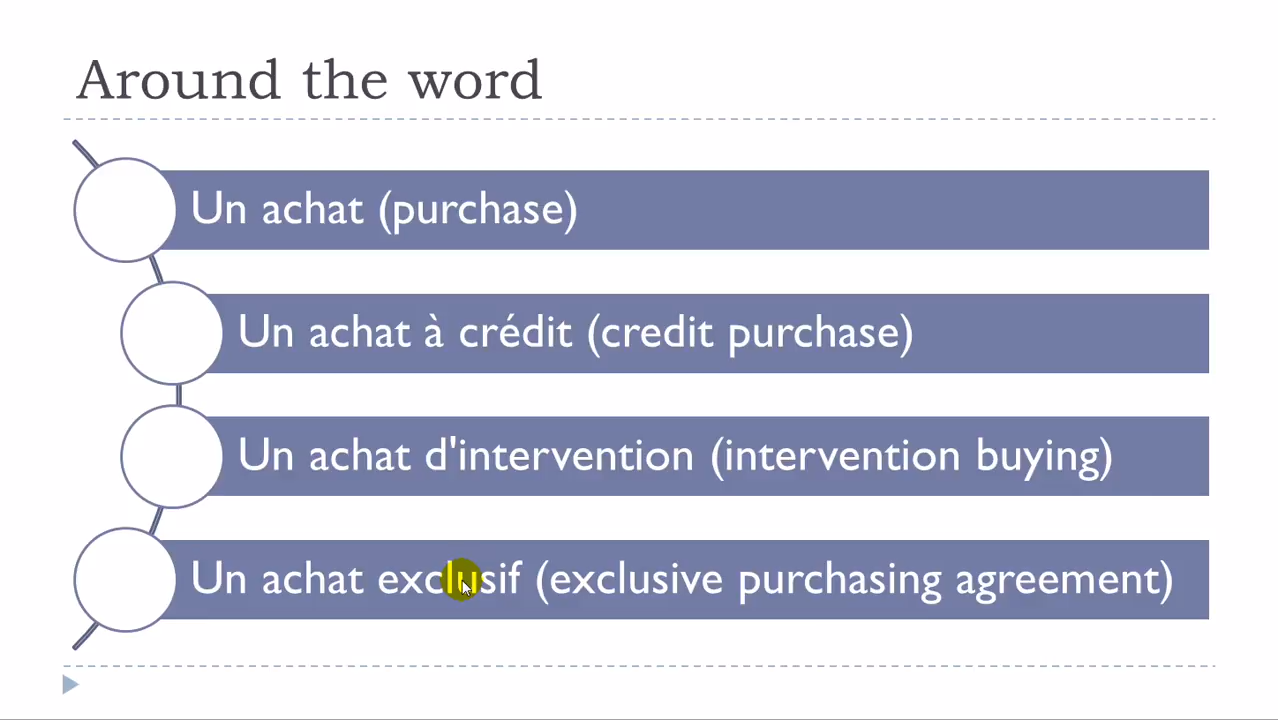 Around the word
Un achat (purchase)
Un achat à crédit (credit purchase)
Un achat d'intervention (intervention buying)
Un achat exclusif (exclusive purchasing agreement)